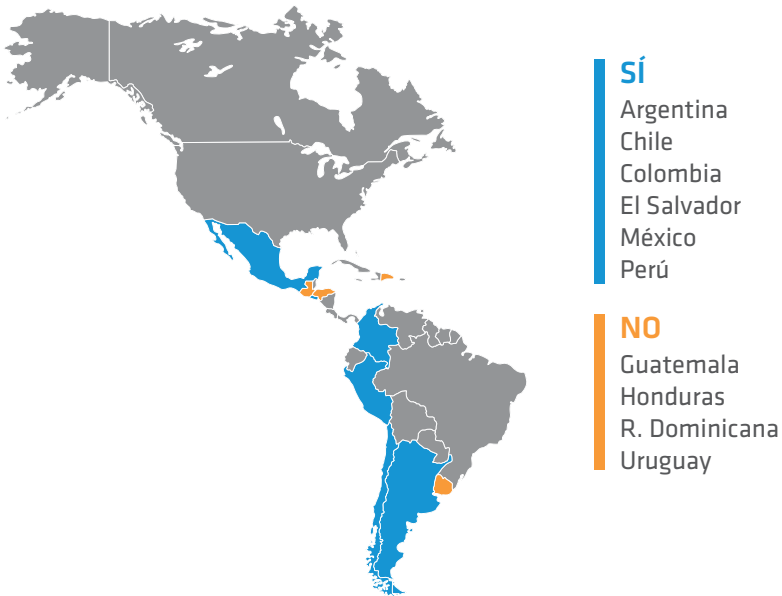 SÍ
Argentina
Chile
Colombia
El Salvador
México
Perú
NO
Guatemala
Honduras
R. Dominicana
Uruguay